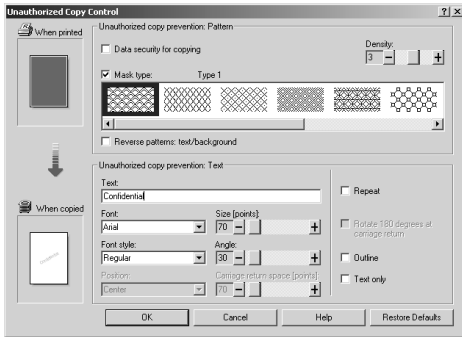 Unauthorized Copy Control
When printed
Unauthorized copy prevention: Pattern
Data security for copying
Density:
3
Mask type: Type 1
Reverse patterns: text/background
Unauthorized copy prevention: Text
Text:
Confidential
Font: Size [points]:
Arial 70
Font style: Angle:
Regular 30
Position: Carriage return space [points]:
Center 70
Repeat
Rotate 180 degrees at
carriage return
Outline
Text only
When copied
OK Cancel Help Restore Defaults